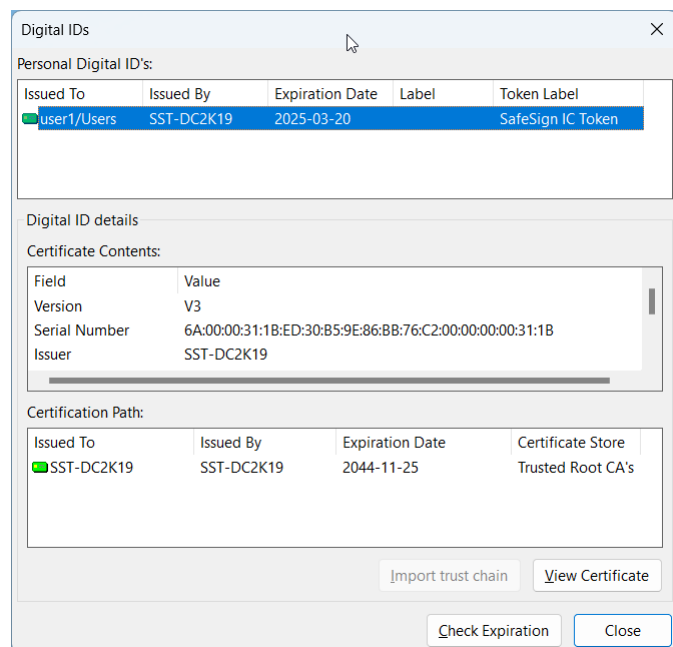 Digital IDs
Personal Digital ID's:
Issued To Issued By Expiration Date Label Token Label
user1/Users SST-DC2K19 2025-03-20 SafeSign IC Token
Digital ID details
Certificate Contents:
Field Value
Version V3
Serial Number 6A:00:00:31:1B:ED:30:B5:9E:86:BB:76:C2:00:00:00:00:31:1B
Issuer SST-DC2K19
Certification Path:
Issued To Issued By Expiration Date Certificate Store
SST-DC2K19 SST-DC2K19 2044-11-25 Trusted Root CA's
Import trust chain View Certificate
Check Expiration Close